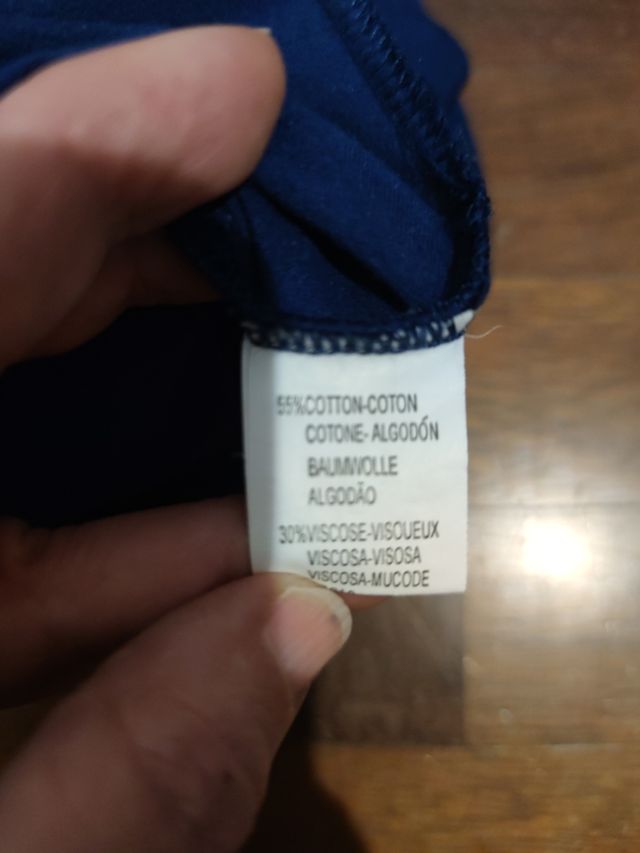 55%COTTON-COTON
COTONE-ALGODÓN
BAUMWOLLE
ALGODÃO
30%VISCOSE-VISOUEUX
VISCOSA-VISOSA
VISCOSA-MUCODE